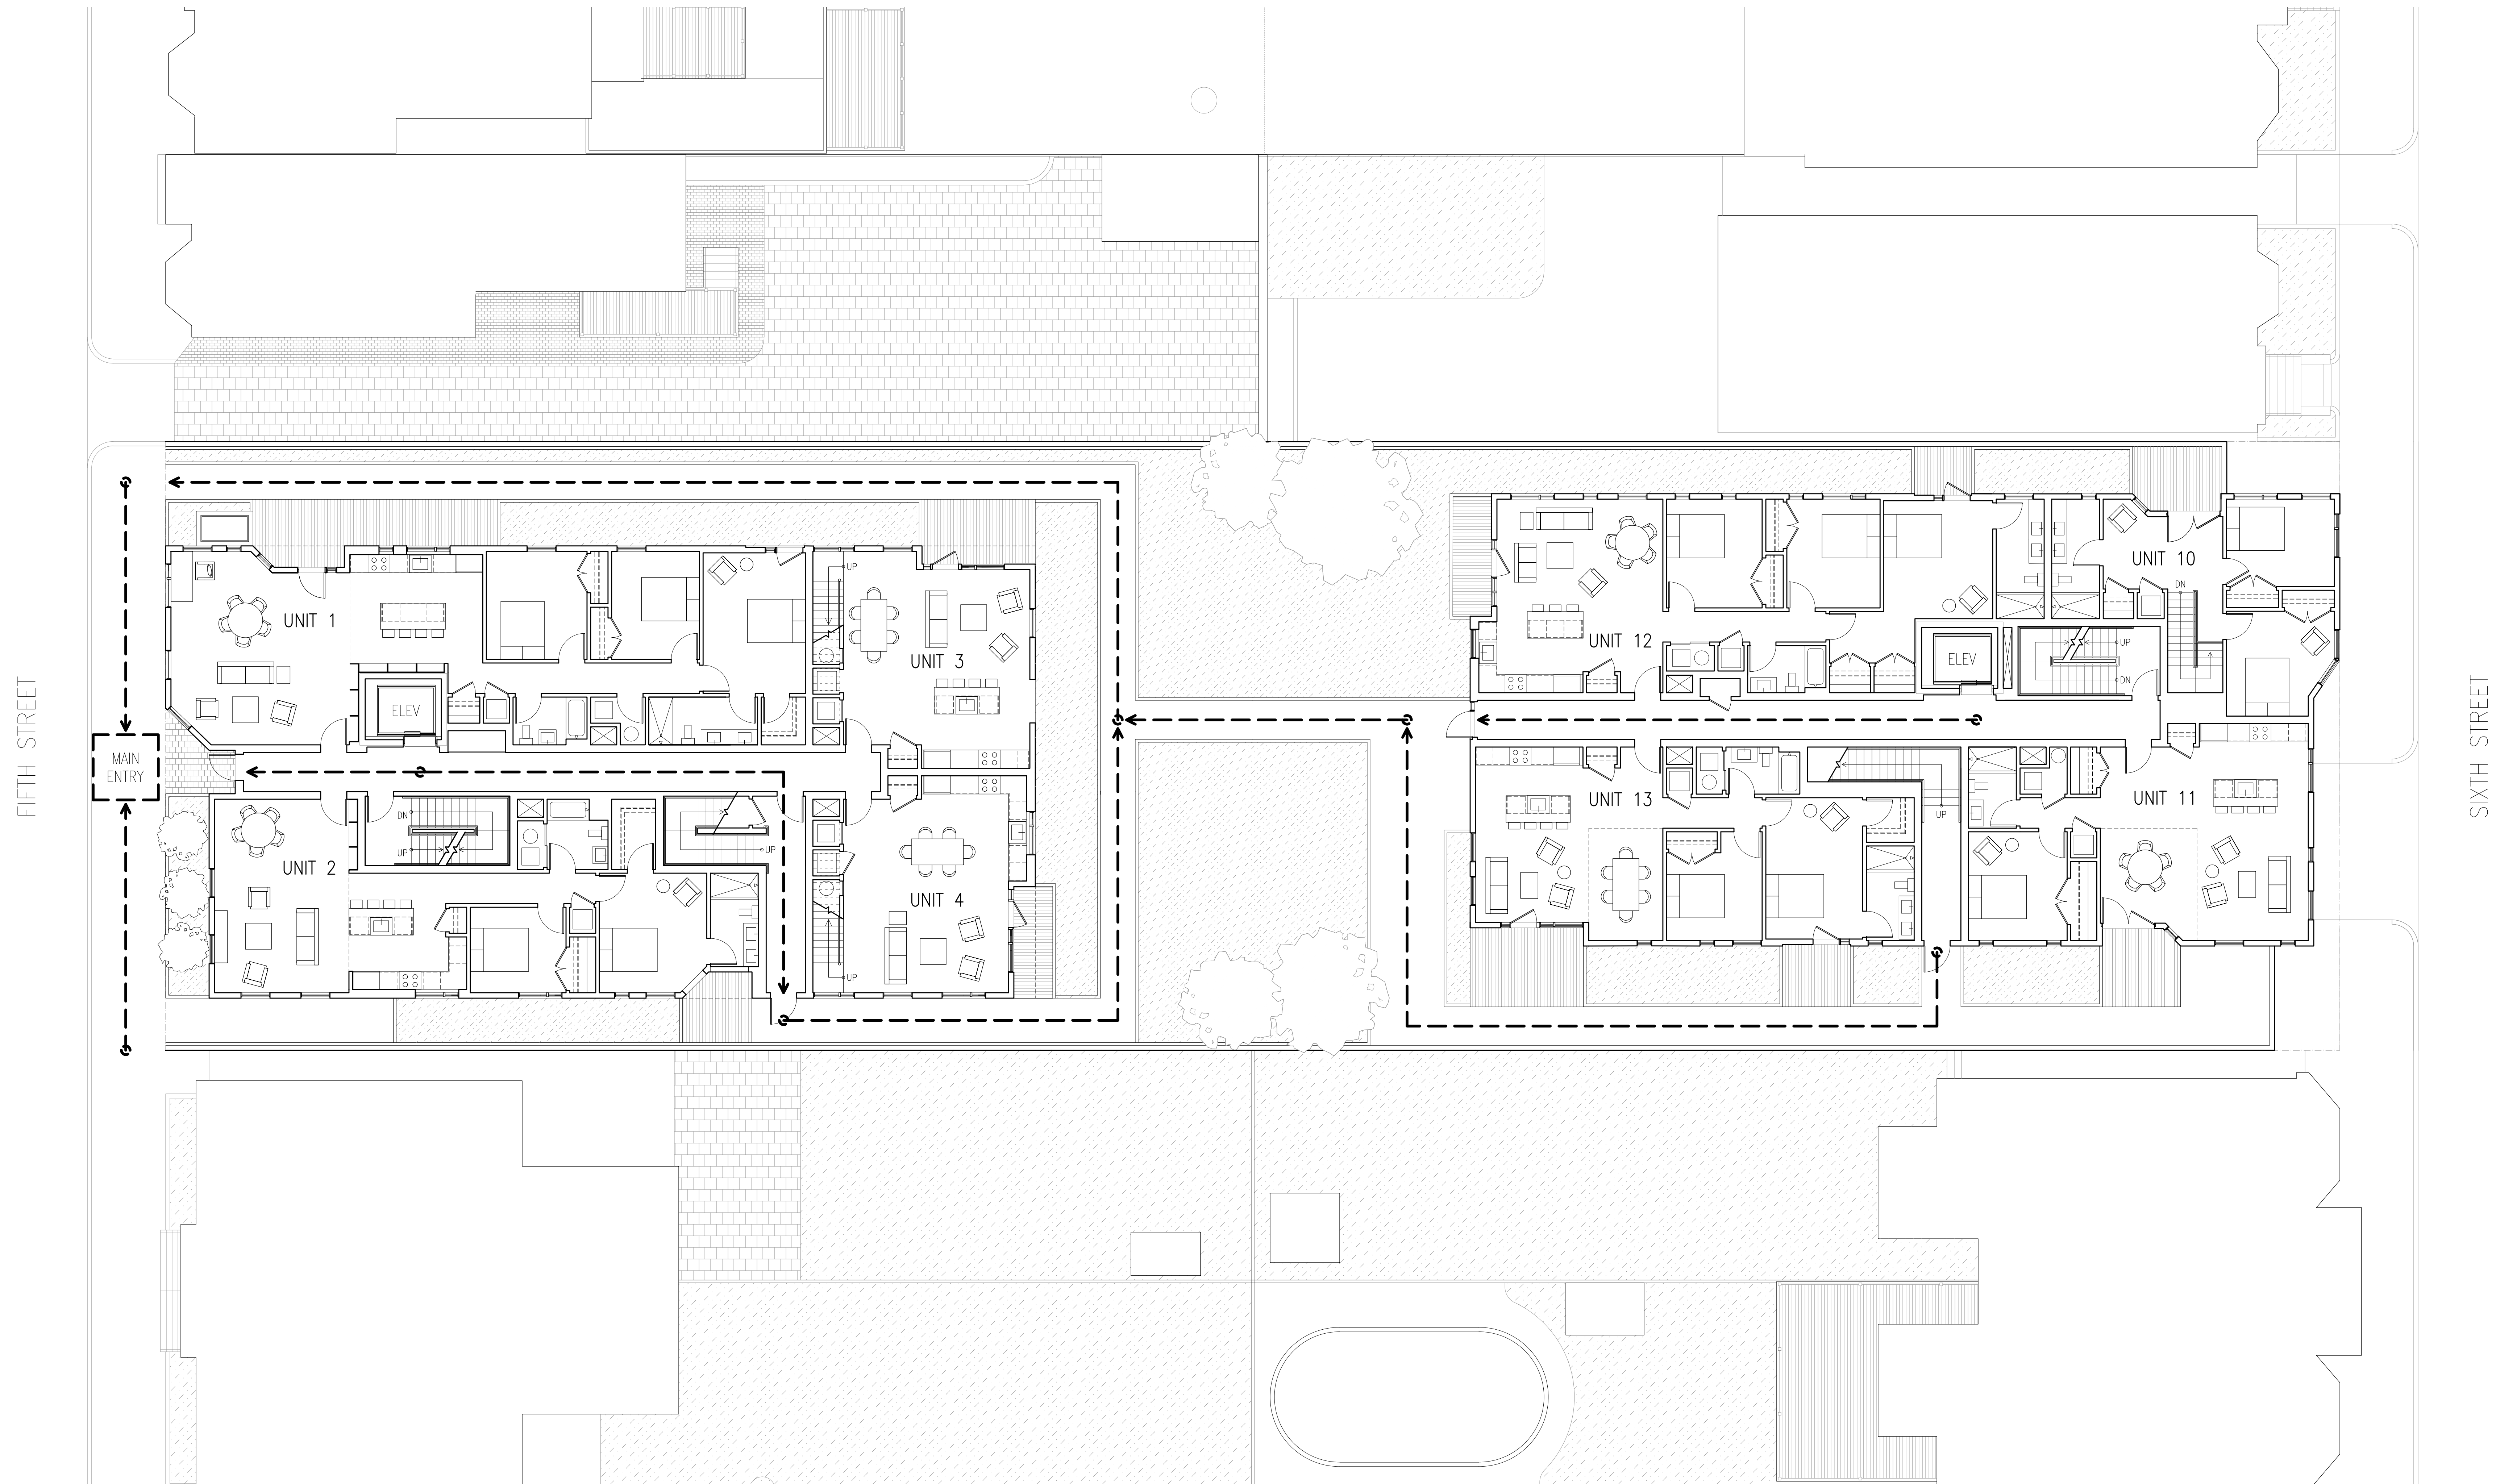 FIFTH STREET
MAIN
ENTRY
UNIT 1
ELEV
UP
UNIT 3
DN
UP
UNIT 2
UP
UNIT 4
UP
UNIT 12
ELEV
UP
DN
UNIT 10
DN
UNIT 13
UP
UNIT 11
SIXTH STREET